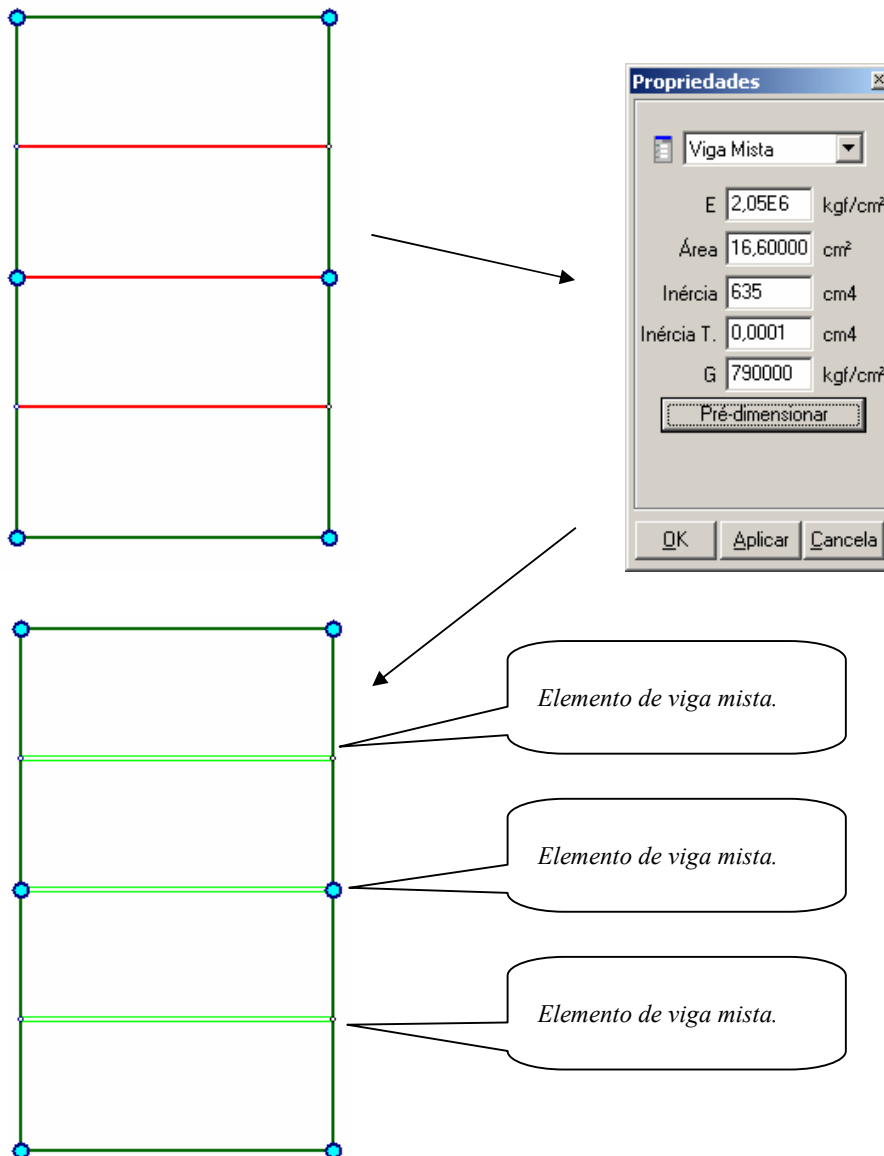 Propriedades
Viga Mista
E 2,05E6 kgf/cm²
Área 16,60000 cm²
Inércia 635 cm4
Inércia T. 0,0001 cm4
G 790000 kgf/cm²
Pré-dimensionar
OK Aplicar Cancela
Elemento de viga mista.
Elemento de viga mista.
Elemento de viga mista.